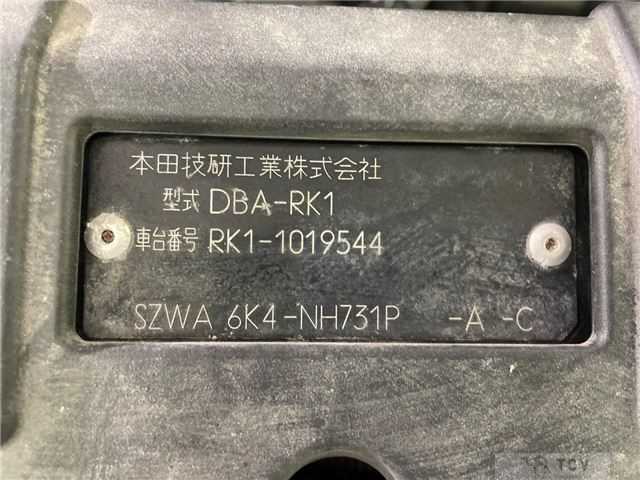 本田技研工業株式会社
型式 DBA-RK1
車台番号 RK1-1019544
SZWA 6K4-NH731P -A -C
TCV